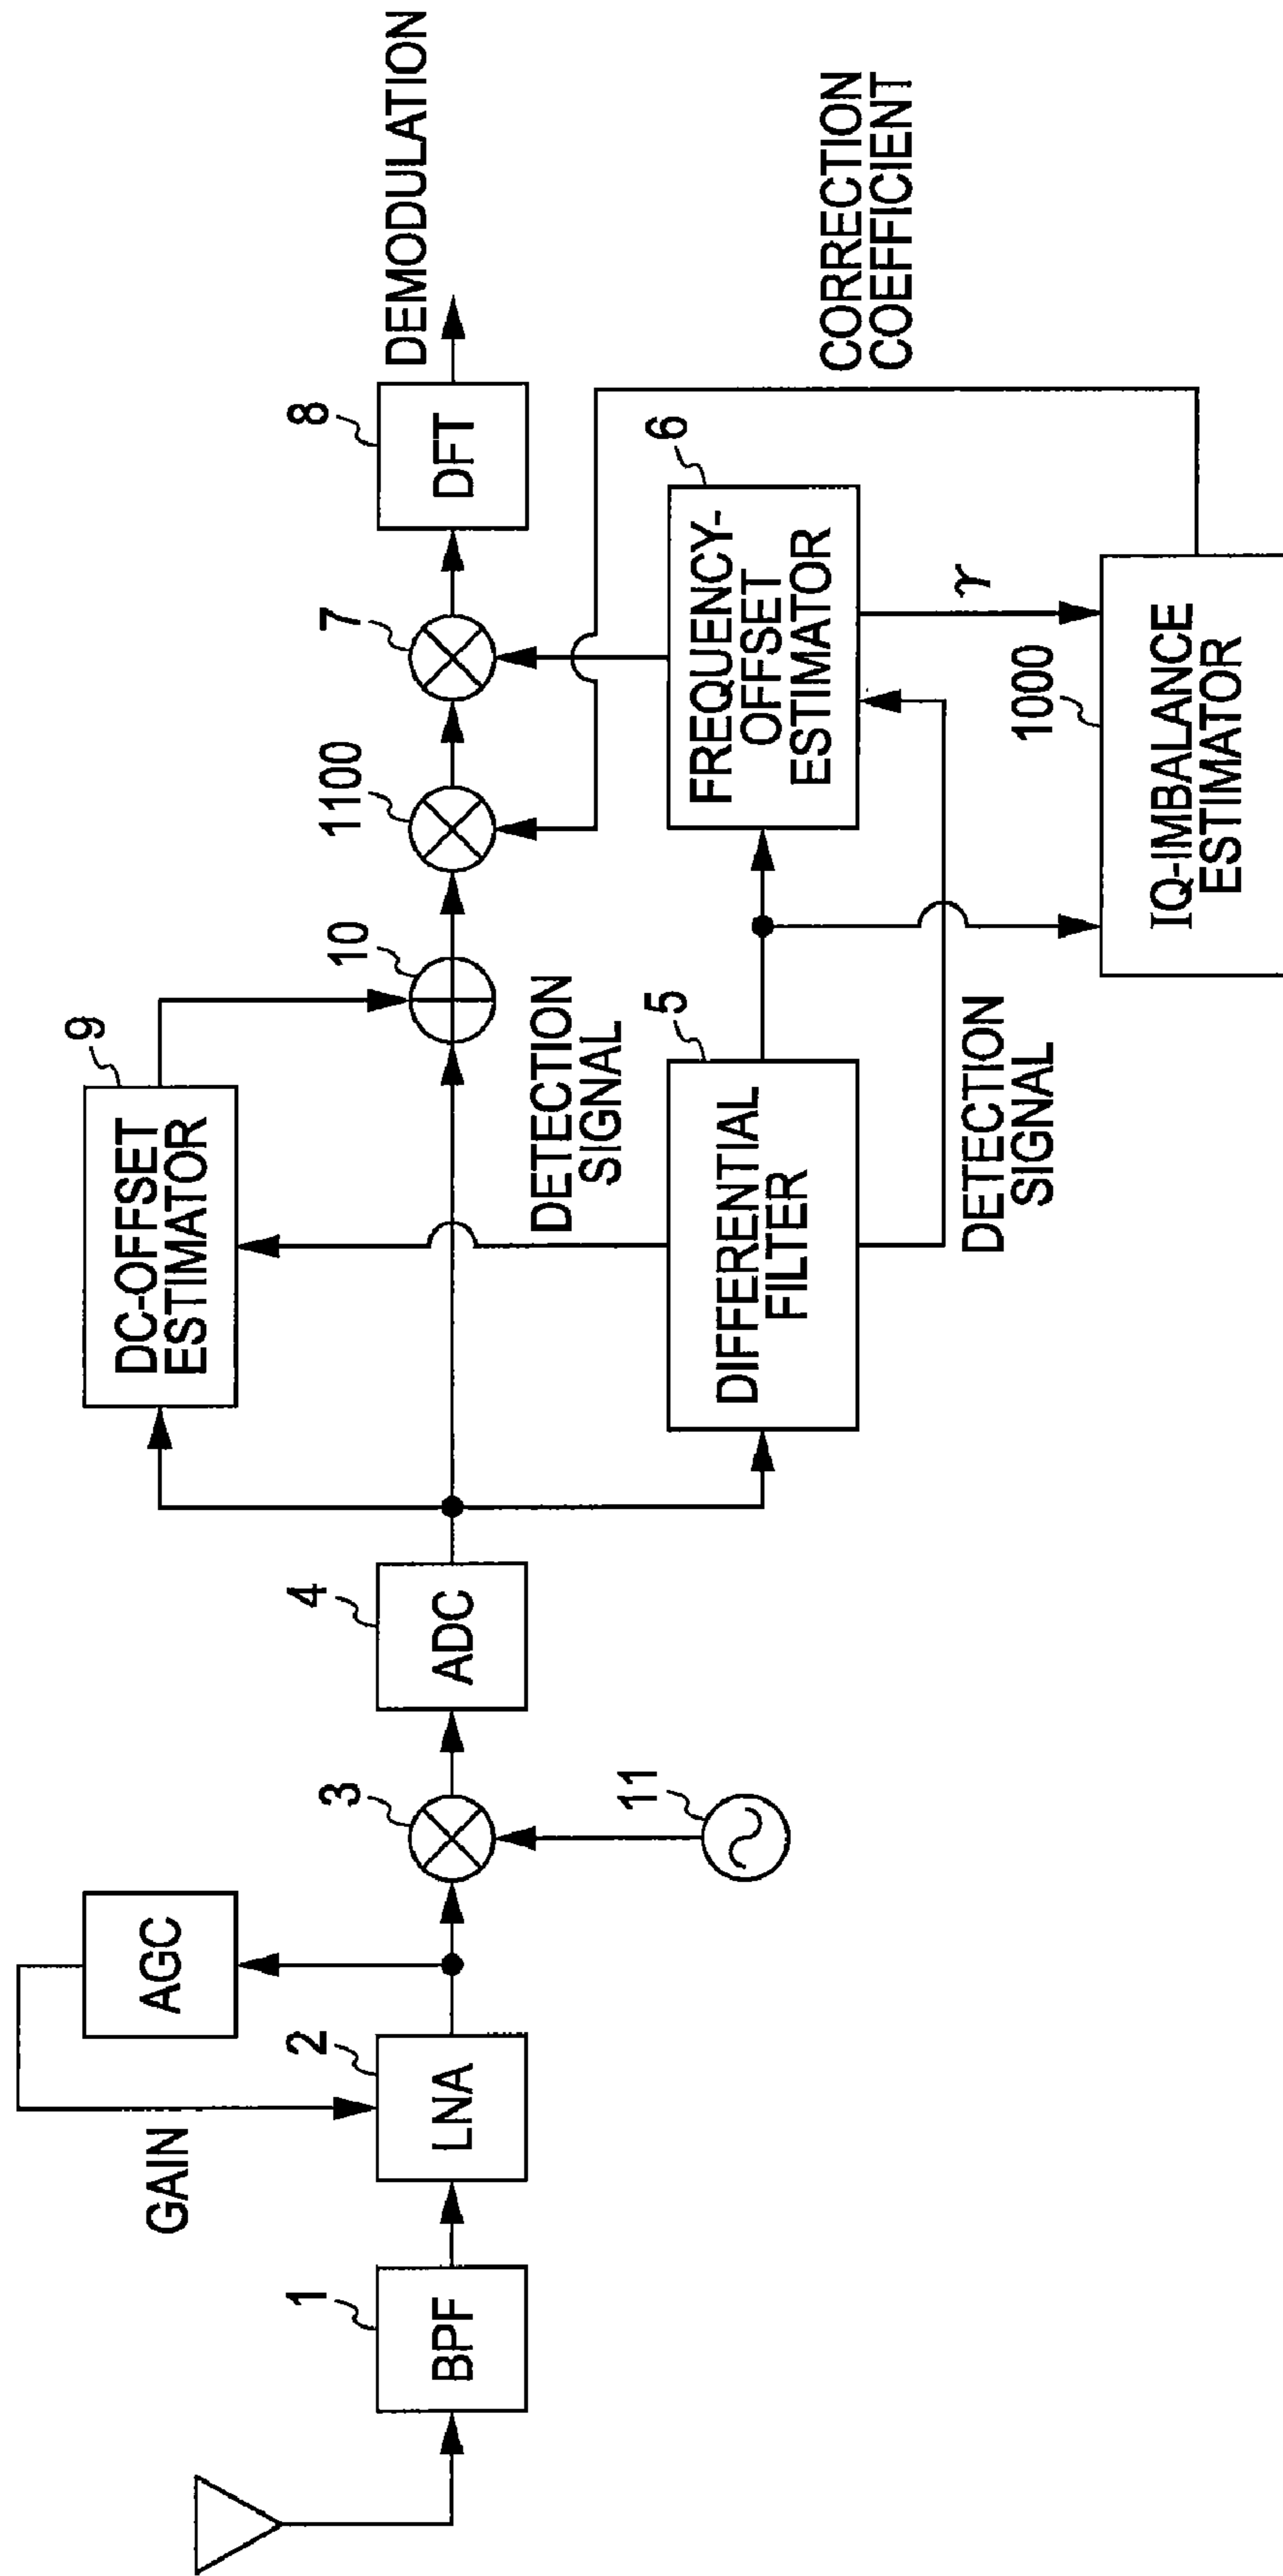 GAIN
AGC
1
BPF
2
LNA
3
11
4
ADC
9
DC-OFFSET
ESTIMATOR
10
1100
7
8
DFT
DEMODULATION
DETECTION
SIGNAL
5
DIFFERENTIAL
FILTER
DETECTION
SIGNAL
6
FREQUENCY-
OFFSET
ESTIMATOR
γ
CORRECTION
COEFFICIENT
1000
IQ-IMBALANCE
ESTIMATOR